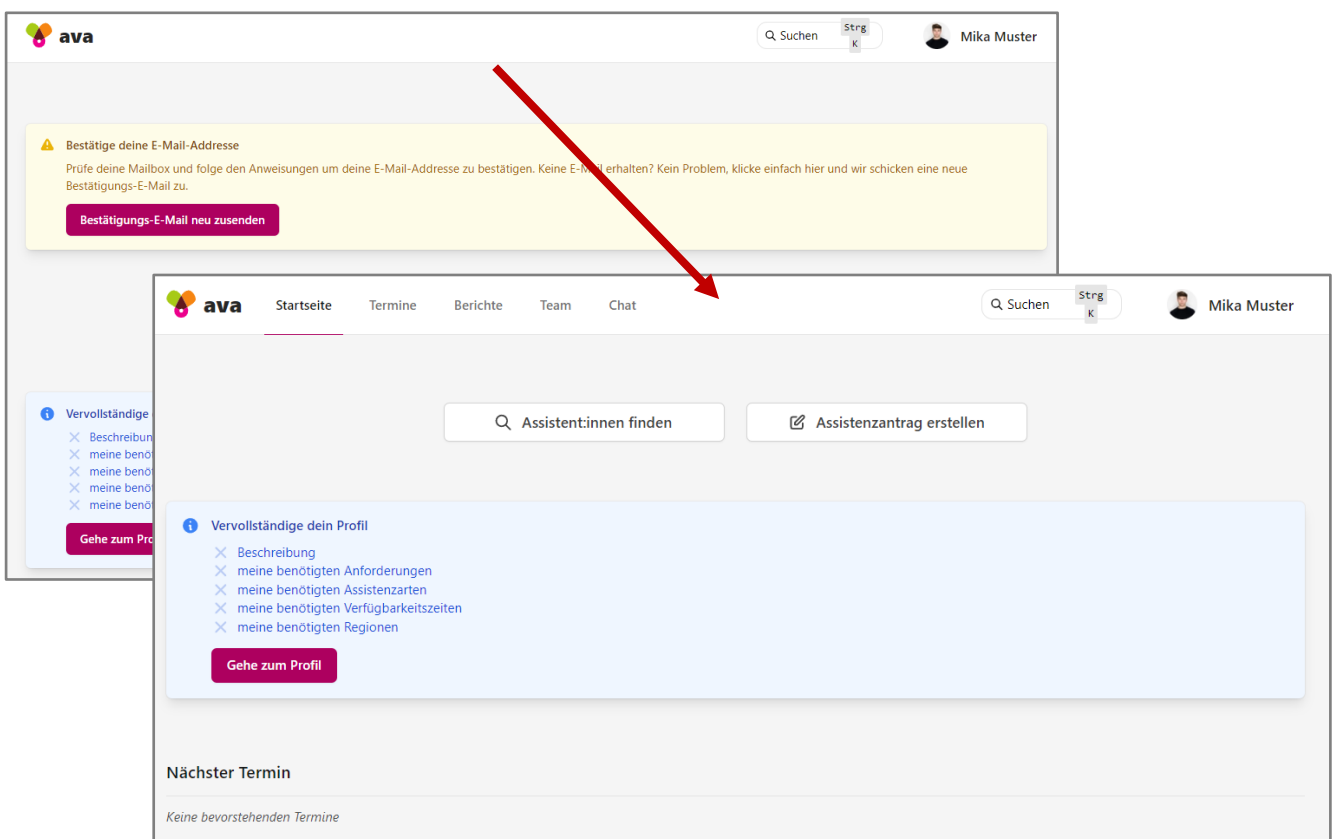 ava
Suchen
Strg
K
Mika Muster
Bestätige deine E-Mail-Addresse
Prüfe deine Mailbox und folge den Anweisungen um deine E-Mail-Addresse zu bestätigen. Keine E-Mail erhalten? Kein Problem, klicke einfach hier und wir schicken eine neue
Bestätigungs-E-Mail zu.
Bestätigungs-E-Mail neu zusenden
Vervollständige
Beschreibun
meine benö
meine benö
meine benö
meine benö
Gehe zum Pro
ava
Startseite
Termine
Berichte
Team
Chat
Suchen
Strg
K
Mika Muster
Assistent:innen finden
Assistenzantrag erstellen
Vervollständige dein Profil
Beschreibung
meine benötigten Anforderungen
meine benötigten Assistenzarten
meine benötigten Verfügbarkeitszeiten
meine benötigten Regionen
Gehe zum Profil
Nächster Termin
Keine bevorstehenden Termine